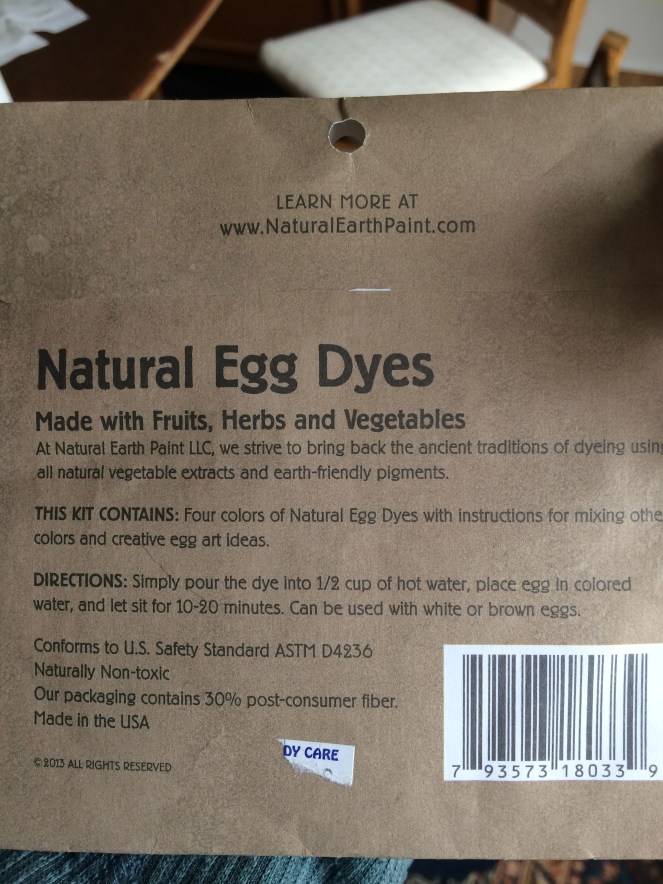 LEARN MORE AT
www.NaturalEarthPaint.com
Natural Egg Dyes
Made with Fruits, Herbs and Vegetables
At Natural Earth Paint LLC, we strive to bring back the ancient traditions of dyeing using
all natural vegetable extracts and earth-friendly pigments.
THIS KIT CONTAINS: Four colors of Natural Egg Dyes with instructions for mixing othe
colors and creative egg art ideas.
DIRECTIONS: Simply pour the dye into 1/2 cup of hot water, place egg in colored
water, and let sit for 10-20 minutes. Can be used with white or brown eggs.
Conforms to U.S. Safety Standard ASTM D4236
Naturally Non-toxic
Our packaging contains 30% post-consumer fiber.
Made in the USA
DY CARE
© 2013 ALL RIGHTS RESERVED
7 93573 18033 9